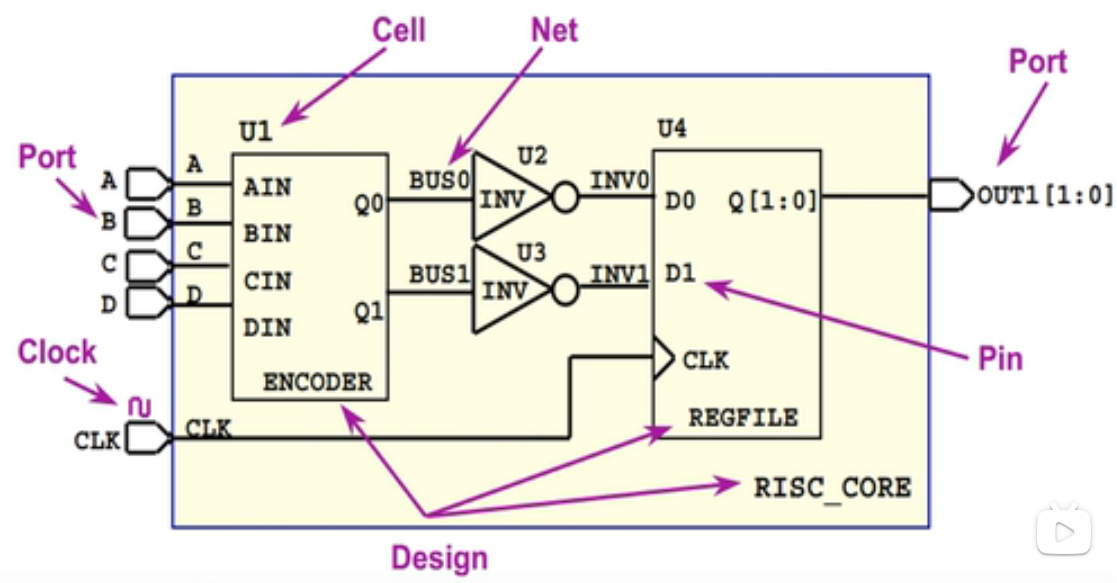 Cell
Net
Port
U1
U4
Port
A
A
AIN
Q0
BUS0
U2
INV
INV0
D0
Q[1:0]
OUT1[1:0]
B
B
BIN
C
C
CIN
BUS1
U3
INV
INV1
D1
D
D
DIN
Q1
Pin
Clock
CLK
ENCODER
CLK
CLK
REGFILE
RISC_CORE
Design